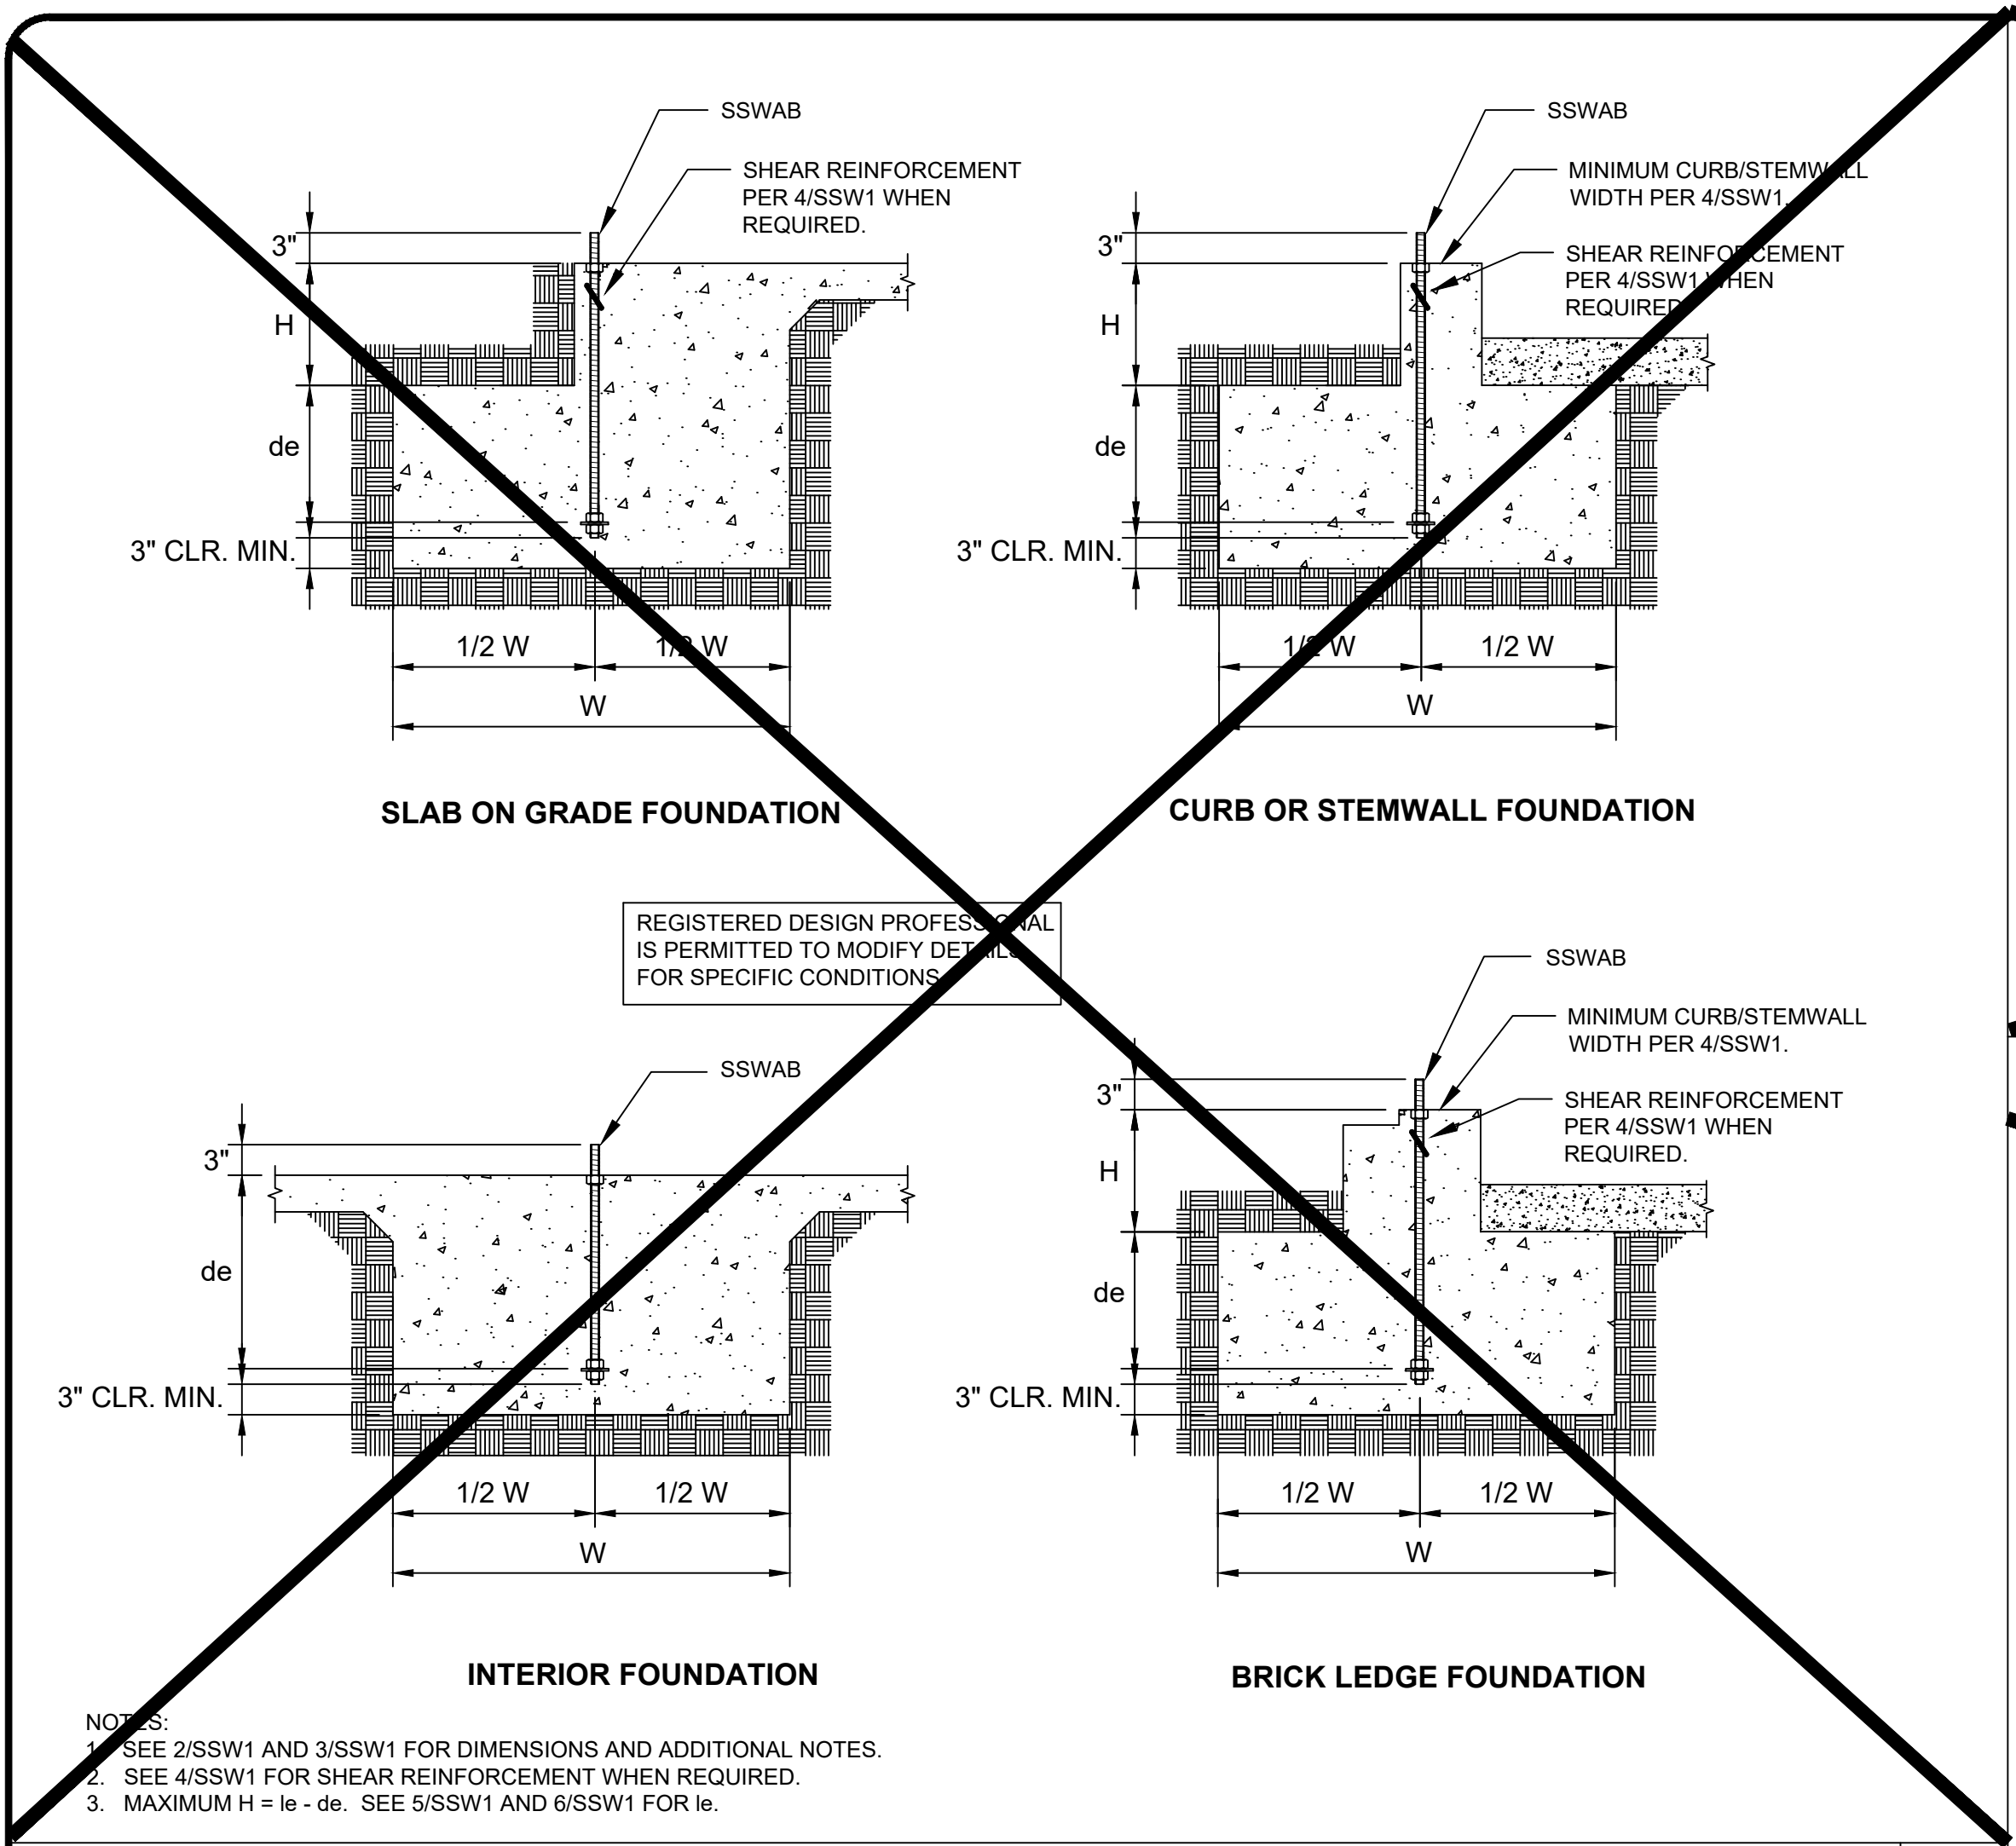 SSWAB
SHEAR REINFORCEMENT
PER 4/SSW1 WHEN
REQUIRED.
3"
H
de
3" CLR. MIN.
1/2 W
1/2 W
W
SLAB ON GRADE FOUNDATION
SSWAB
MINIMUM CURB/STEMWALL
WIDTH PER 4/SSW1.
SHEAR REINFORCEMENT
PER 4/SSW1 WHEN
REQUIRED
3"
H
de
3" CLR. MIN.
1/2 W
1/2 W
W
CURB OR STEMWALL FOUNDATION
REGISTERED DESIGN PROFESSIONAL
IS PERMITTED TO MODIFY DETAILS
FOR SPECIFIC CONDITIONS
SSWAB
3"
de
3" CLR. MIN.
1/2 W
1/2 W
W
INTERIOR FOUNDATION
SSWAB
MINIMUM CURB/STEMWALL
WIDTH PER 4/SSW1.
SHEAR REINFORCEMENT
PER 4/SSW1 WHEN
REQUIRED.
3"
H
de
3" CLR. MIN.
1/2 W
1/2 W
W
BRICK LEDGE FOUNDATION
NOTES:
1. SEE 2/SSW1 AND 3/SSW1 FOR DIMENSIONS AND ADDITIONAL NOTES.
2. SEE 4/SSW1 FOR SHEAR REINFORCEMENT WHEN REQUIRED.
3. MAXIMUM H = le - de. SEE 5/SSW1 AND 6/SSW1 FOR le.